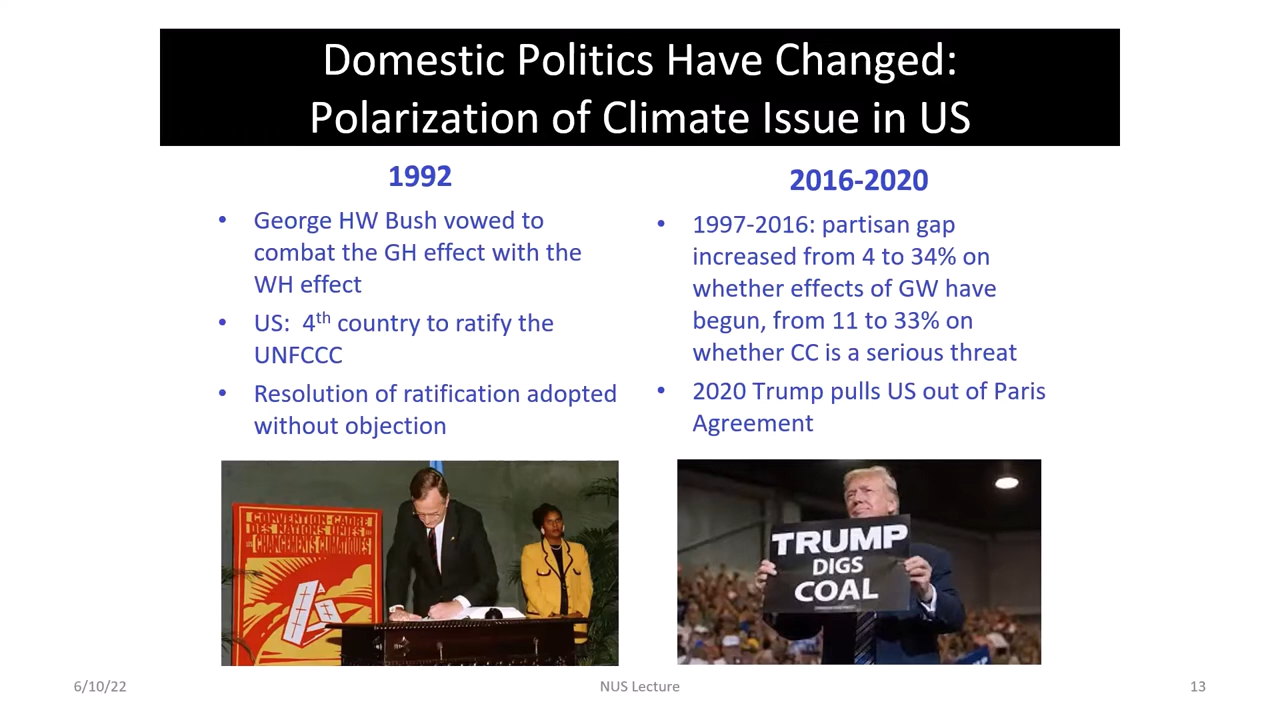 Domestic Politics Have Changed:
Polarization of Climate Issue in US
1992
• George HW Bush vowed to
combat the GH effect with the
WH effect
• US: 4th country to ratify the
UNFCCC
• Resolution of ratification adopted
without objection
2016-2020
• 1997-2016: partisan gap
increased from 4 to 34% on
whether effects of GW have
begun, from 11 to 33% on
whether CC is a serious threat
• 2020 Trump pulls US out of Paris
Agreement
CONVENTION-CADRE
DES NATIONS UNIES
CHANGEMENTS CLIMATIQUES
TRUMP
DIGS
COAL
6/10/22
NUS Lecture
13